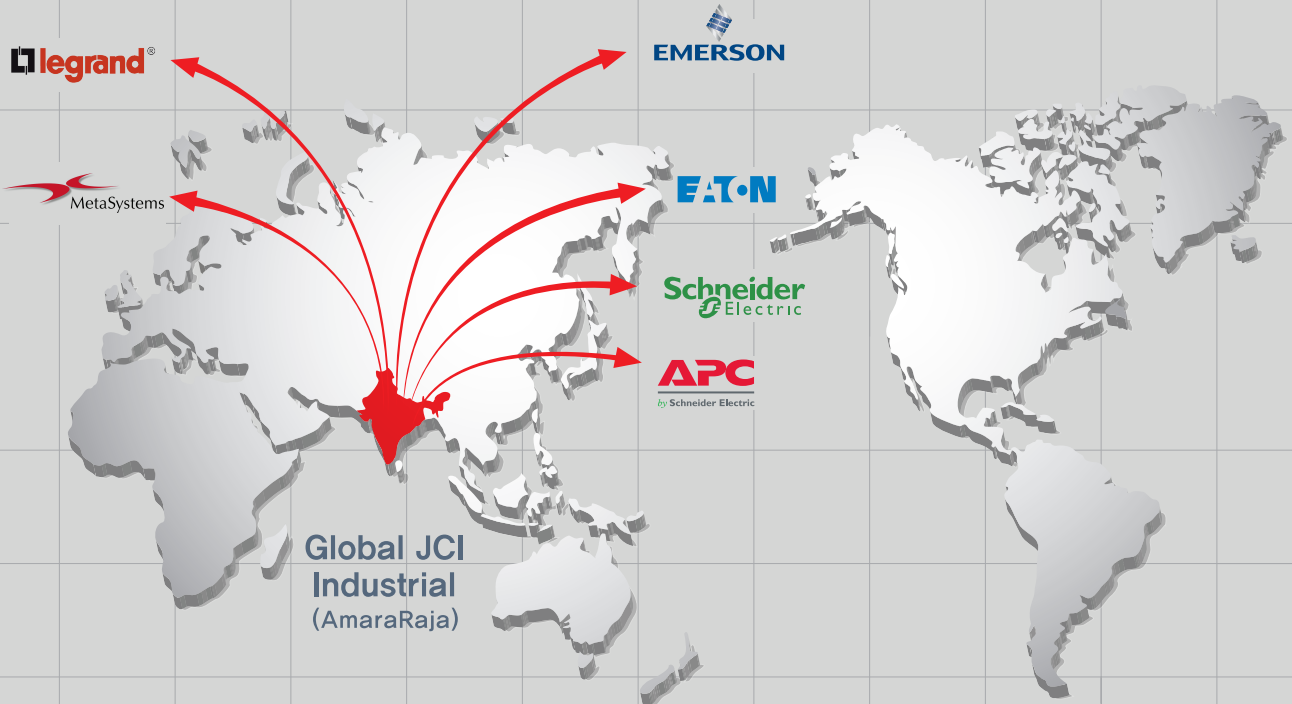 legrand®
EMERSON
MetaSystems
EATON
Schneider
Electric
APC
by Schneider Electric
Global JCI
Industrial
(AmaraRaja)